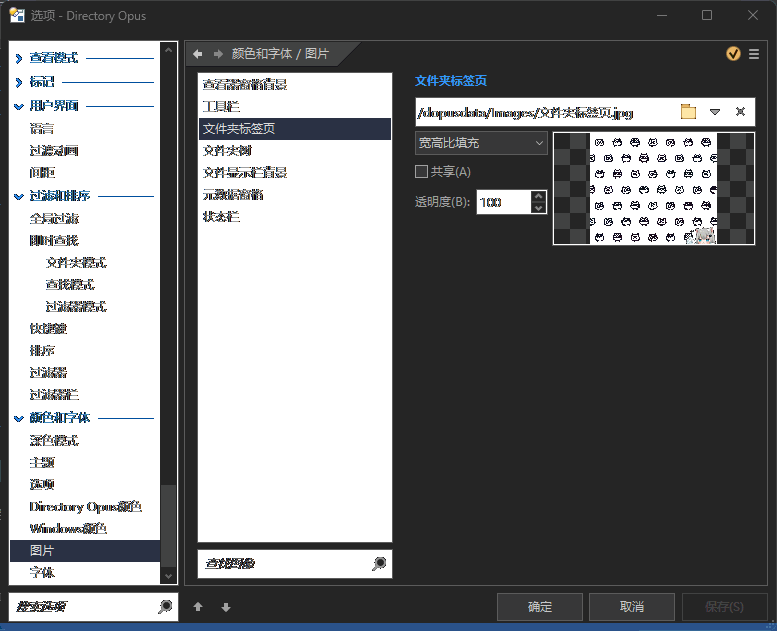 选项 - Directory Opus
查看模式
标记
用户界面
语言
过渡动画
间距
过滤和排序
全局过滤
即时查找
文件夹模式
查找模式
过滤器模式
快捷键
排序
过滤器
过滤器栏
颜色和字体
深色模式
主题
选项
Directory Opus颜色
Windows颜色
图片
字体
搜索选项
颜色和字体 / 图片
查看器窗格背景
工具栏
文件夹标签页
文件夹树
文件显示栏背景
元数据窗格
状态栏
查找图像
文件夹标签页
/dopusdata/Images/文件夹标签页.jpg
宽高比填充
共享(A)
透明度(B):
100
确定
取消
保存(S)